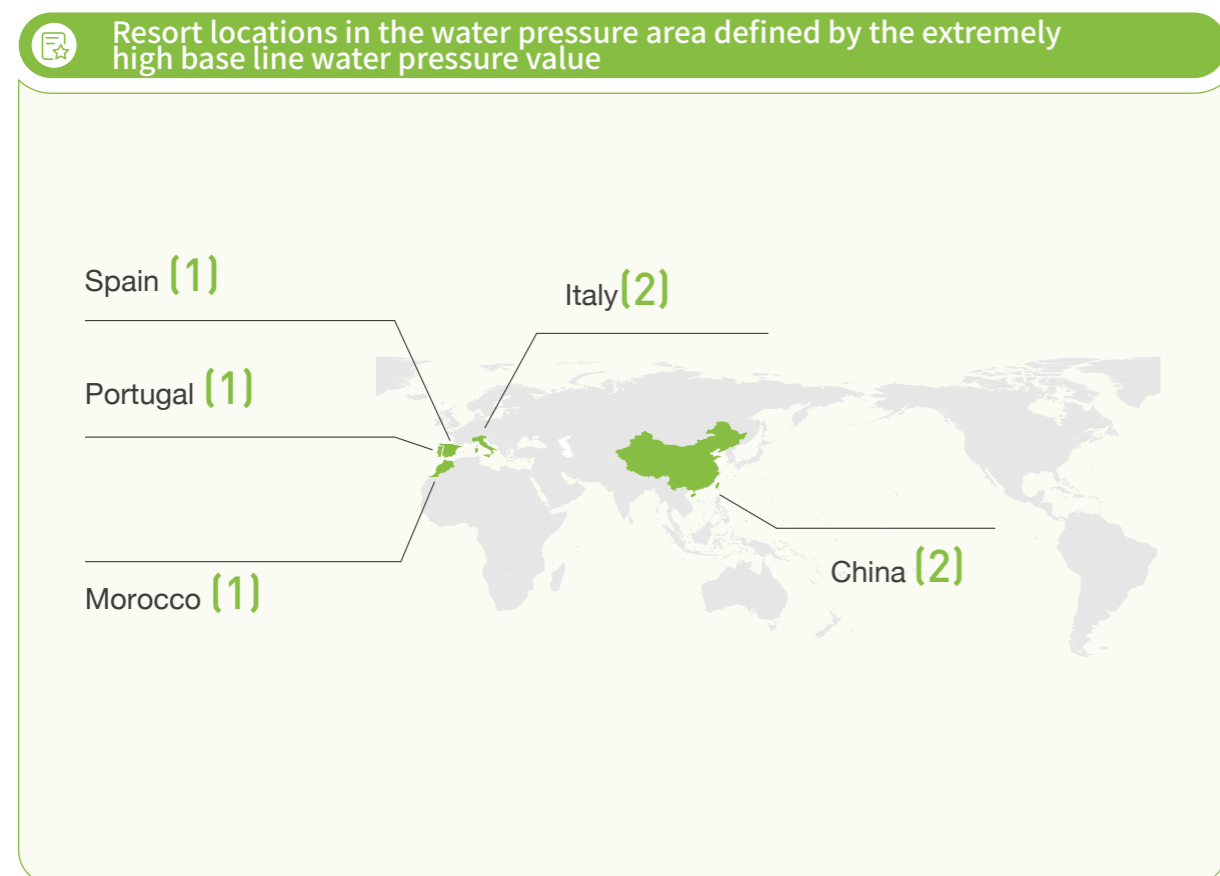 Resort locations in the water pressure area defined by the extremely
high base line water pressure value
Spain (1)
Italy(2)
Portugal (1)
China (2)
Morocco (1)